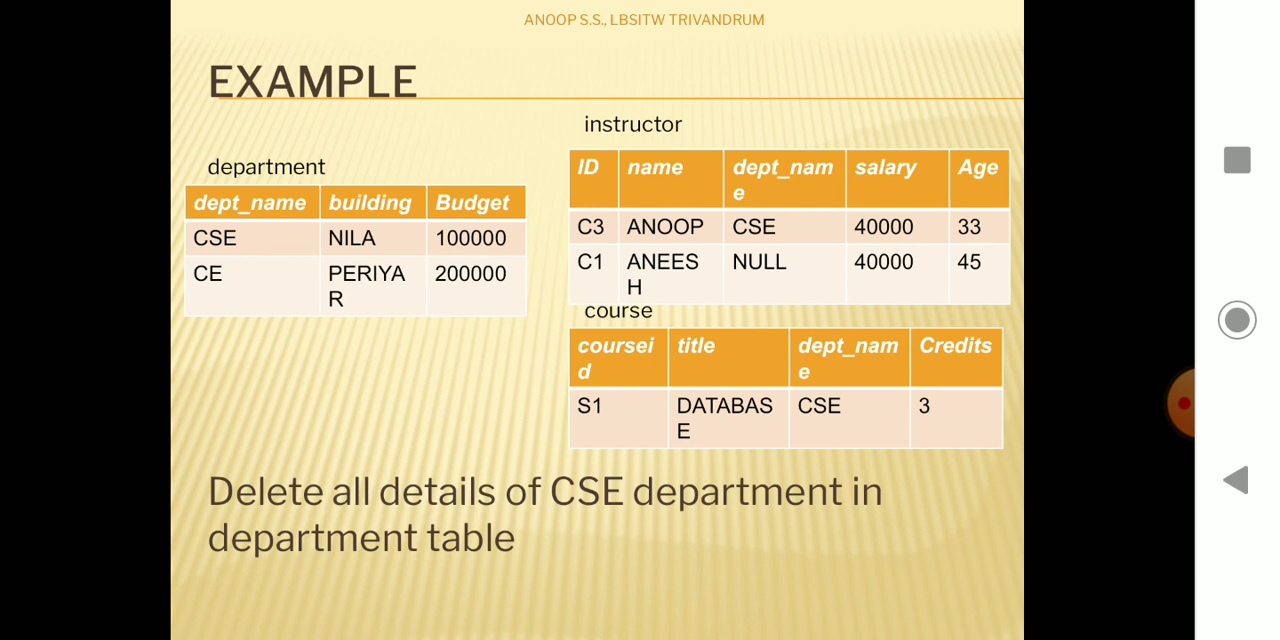 ANOOP S.S., LBSITW TRIVANDRUM
EXAMPLE
department
dept_name building Budget
CSE NILA 100000
CE PERIYA 200000
R
instructor
ID name dept_nam salary Age
e
C3 ANOOP CSE 40000 33
C1 ANEES NULL 40000 45
H
course
coursei title dept_nam Credits
d e
S1 DATABAS CSE 3
E
Delete all details of CSE department in
department table